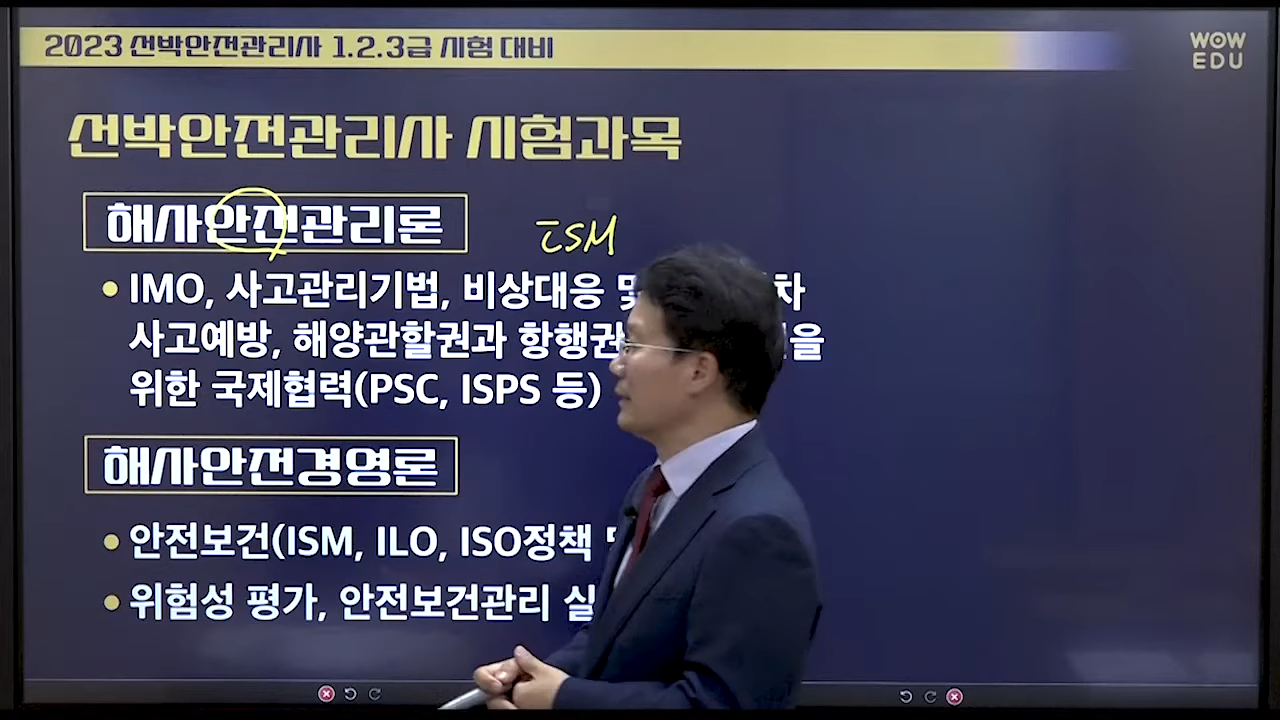 2023 선박안전관리사 1.2.3급 시험 대비
WOW
EDU
선박안전관리사 시험과목
해사안전관리론
ISM
IMO, 사고관리기법, 비상대응 차
사고예방, 해양관할권과
위한 국제협력(PSC, ISPS 등)
해사안전경영론
안전보건(ISM, ILO, ISO정책
위험성 평가, 안전보건관리